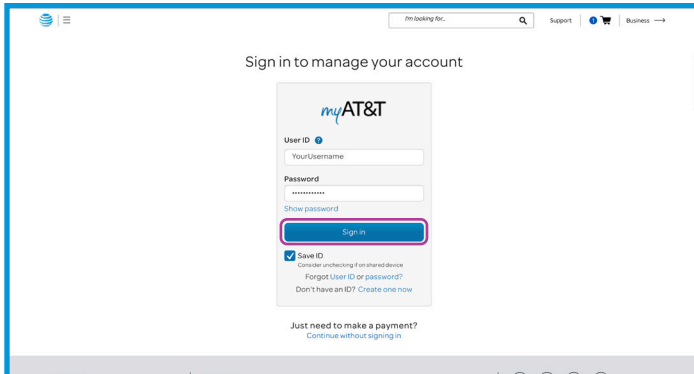 I'm looking for..
Support
1
Business →
Sign in to manage your account
myAT&T
User ID ?
YourUsername
Password
••••••••••••
Show password
Sign in
Save ID
Consider unchecking if on shared device
Forgot User ID or password?
Don't have an ID? Create one now
Just need to make a payment?
Continue without signing in